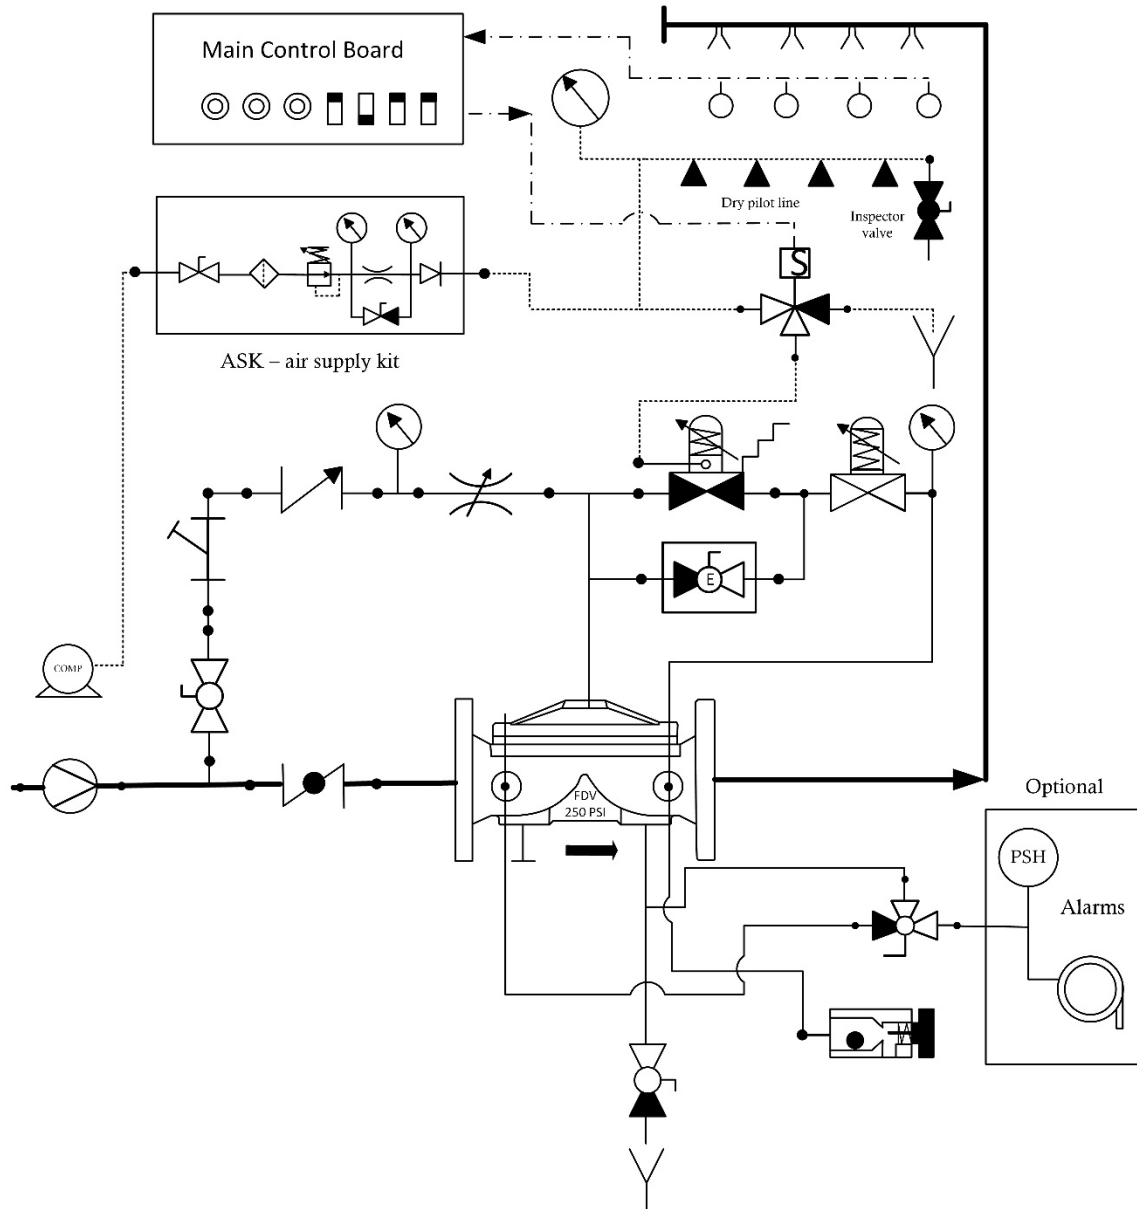 Main Control Board
Dry pilot line
Inspector
valve
S
ASK – air supply kit
E
COMP
FDV
250 PSI
Optional
PSH
Alarms